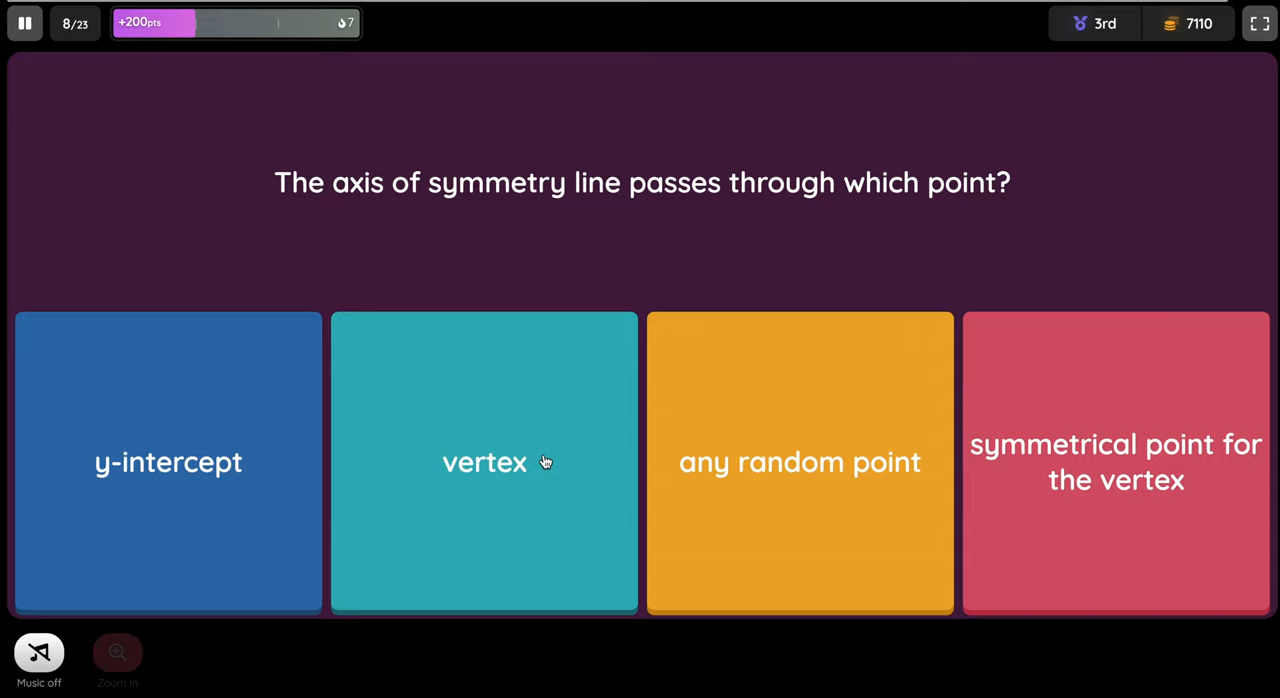 8/23
+200pts
7
3rd
7110
The axis of symmetry line passes through which point?
y-intercept
vertex
any random point
symmetrical point for
the vertex
Music off
Zoom in